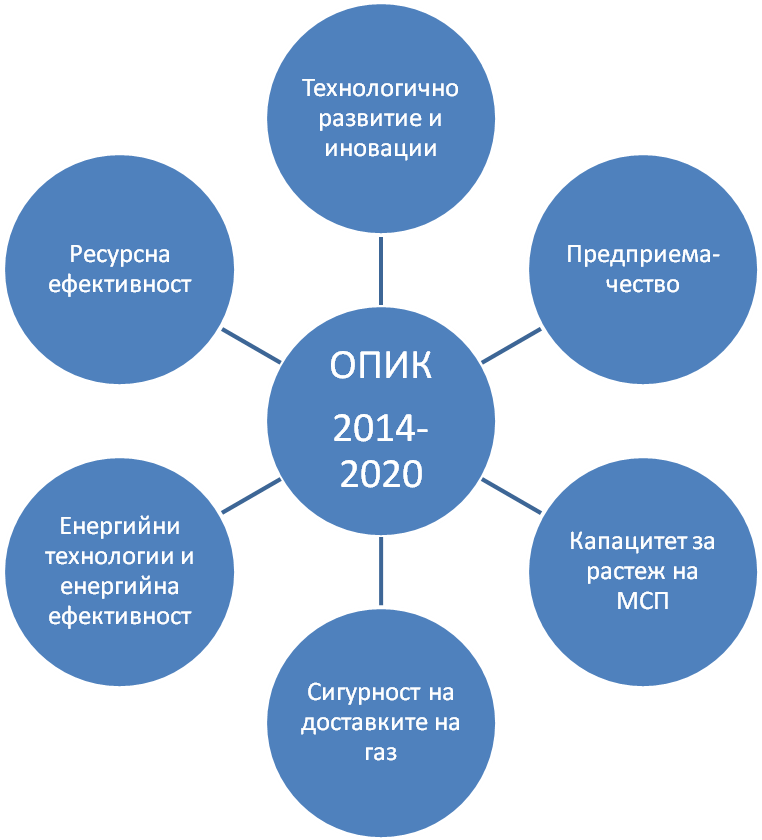 Технологично
развитие и
иновации
Предприема-
чество
Капацитет за
растеж на
МСП
Сигурност на
доставките на
газ
Енергийни
технологии и
енергийна
ефективност
Ресурсна
ефективност
ОПИК
2014-
2020